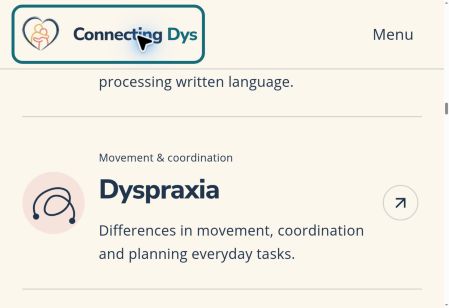 Connecting Dys
Menu
processing written language.
Movement & coordination
Dyspraxia
Differences in movement, coordination
and planning everyday tasks.